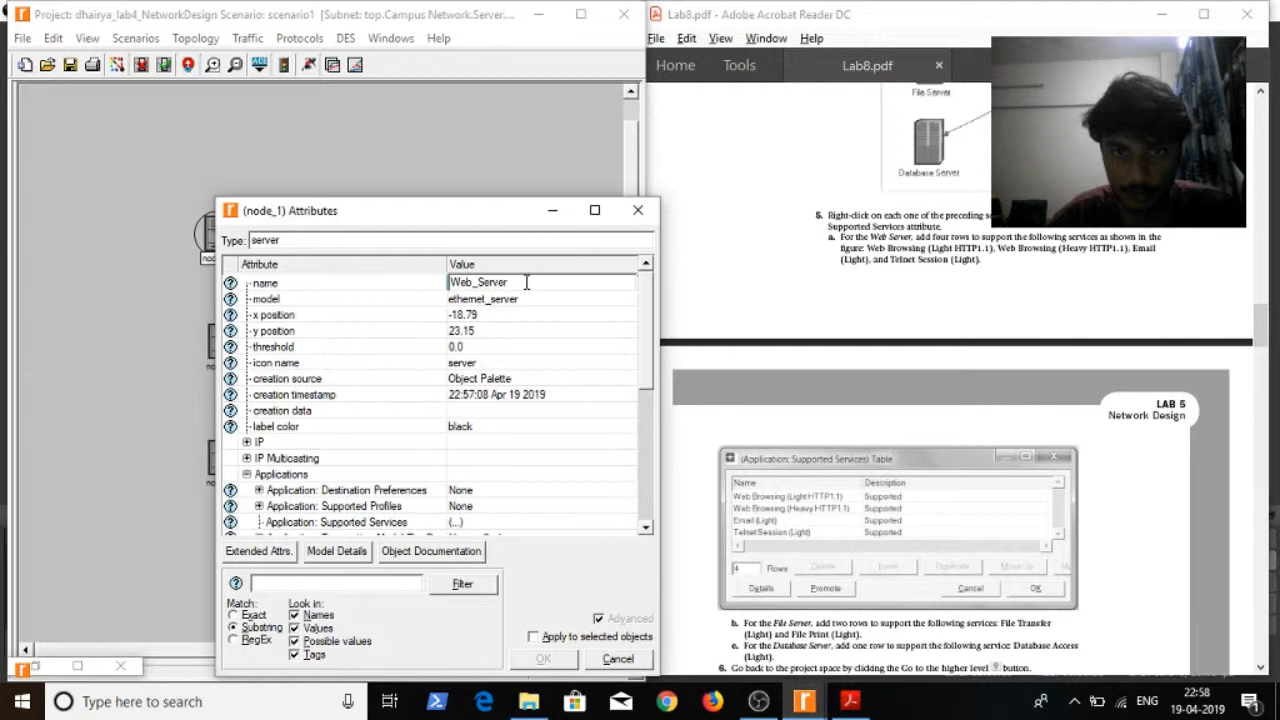 Project: dhairya_lab4_NetworkDesign Scenario: scenario1 [Subnet: top.Campus Network.Server....
File Edit View Scenarios Topology Traffic Protocols DES Windows Help
Lab8.pdf - Adobe Acrobat Reader DC
File Edit View Window Help
Home Tools Lab8.pdf ×
File Server
Database Server
5. Right-click on each one of the preceding
Supported Services attribute.
a. For the Web Server, add four rows to support the following services as shown in the
figure: Web Browsing (Light HTTP1.1), Web Browsing (Heavy HTTP1.1), Email
(Light), and Telnet Session (Light).
(node_1) Attributes
Type: server
Attribute Value
name Web_Server
model ethernet_server
x position -18.79
y position 23.15
threshold 0.0
icon name server
creation source Object Palette
creation timestamp 22:57:08 Apr 19 2019
creation data
label color black
IP
IP Multicasting
Applications
Application: Destination Preferences None
Application: Supported Profiles None
Application: Supported Services (...)
Extended Attrs. Model Details Object Documentation
Filter
Match: Look in:
Exact Names
Substring Values
RegEx Possible values
Tags
Advanced
Apply to selected objects
OK Cancel
LAB 5
Network Design
(Application: Supported Services) Table
Name Description
Web Browsing (Light HTTP1.1) Supported
Web Browsing (Heavy HTTP1.1) Supported
Email (Light) Supported
Telnet Session (Light) Supported
4 Rows Delete Insert Duplicate Move Up
Details Promote Cancel OK
b. For the File Server, add two rows to support the following services: File Transfer
(Light) and File Print (Light).
c. For the Database Server, add one row to support the following service: Database Access
(Light).
6. Go back to the project space by clicking the Go to the higher level button.
Type here to search
ENG
22:58
19-04-2019